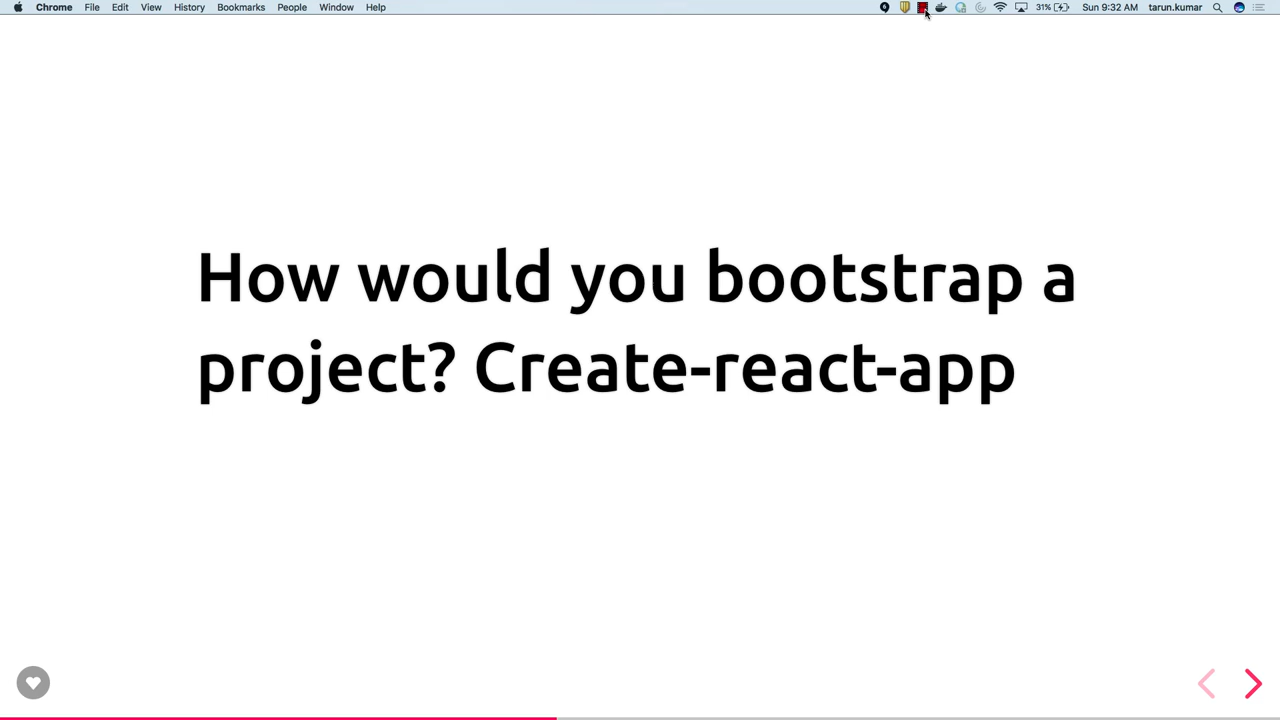 Chrome File Edit View History Bookmarks People Window Help 31% Sun 9:32 AM tarun.kumar
How would you bootstrap a
project? Create-react-app